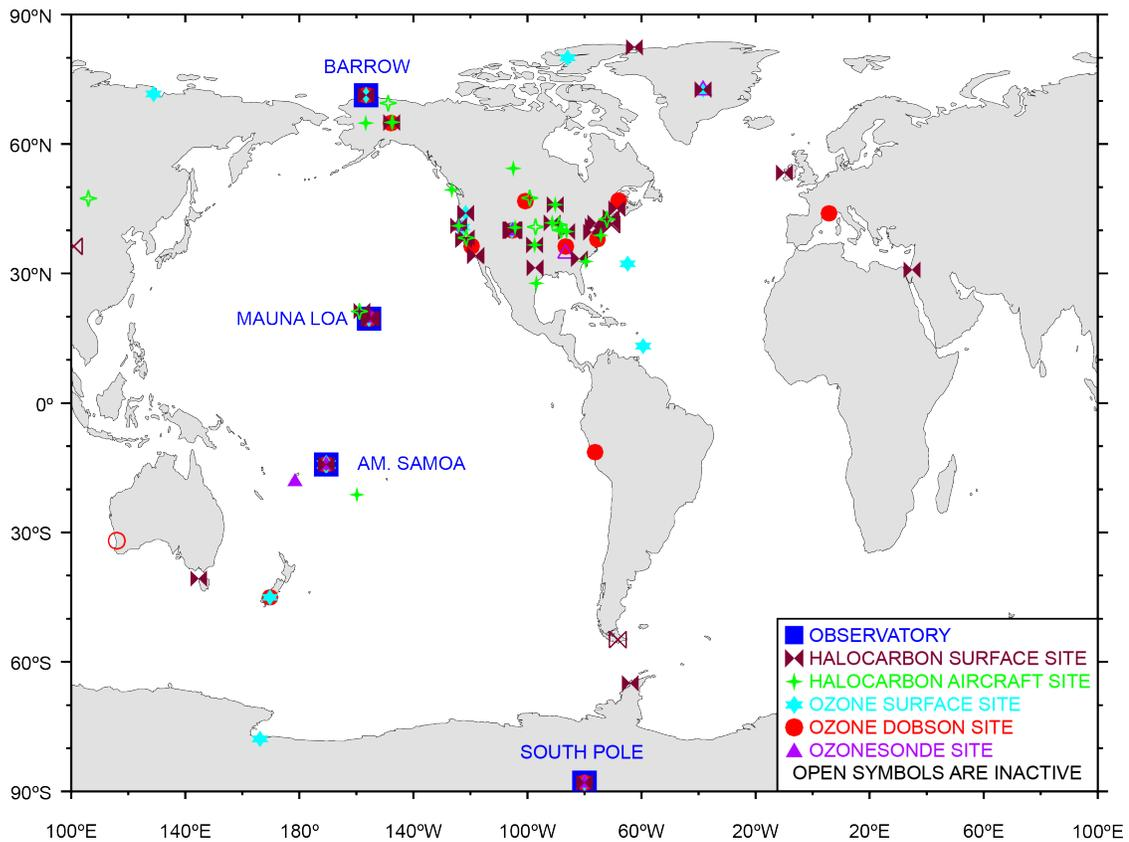 90ºN
BARROW
60ºN
30ºN
MAUNA LOA
0º
AM. SAMOA
30ºS
OBSERVATORY
HALOCARBON SURFACE SITE
60ºS
HALOCARBON AIRCRAFT SITE
OZONE SURFACE SITE
OZONE DOBSON SITE
SOUTH POLE
OZONESONDE SITE
OPEN SYMBOLS ARE INACTIVE
90ºS
100ºE 140ºE 180º 140ºW 100ºW 60ºW 20ºW 20ºE 60ºE 100ºE